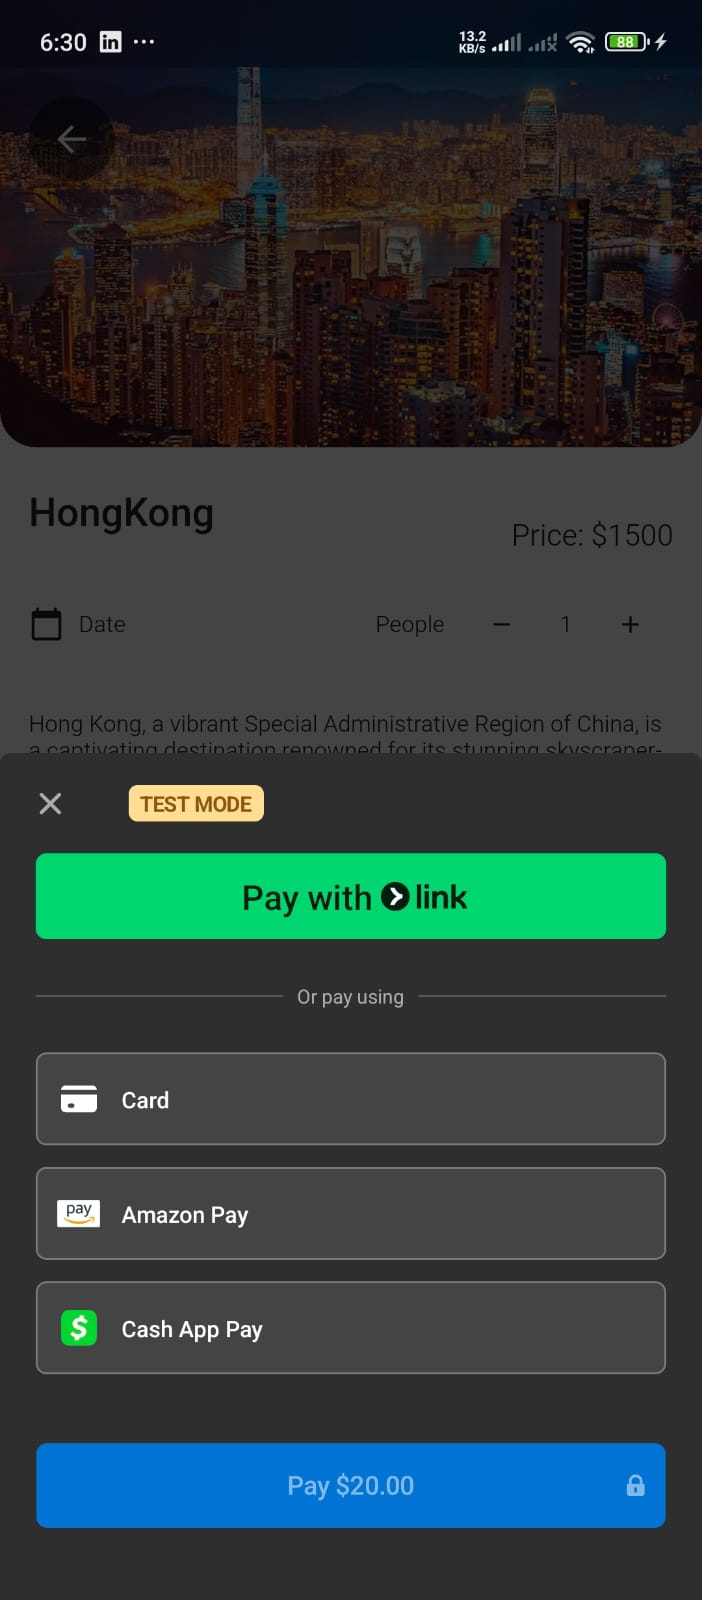 6:30 in ... 13.2 KB/s 88
HongKong
Price: $1500
Date People − 1 +
Hong Kong, a vibrant Special Administrative Region of China, is
a captivating destination renowned for its stunning skyscraper-
TEST MODE
Pay with link
Or pay using
Card
pay Amazon Pay
$ Cash App Pay
Pay $20.00